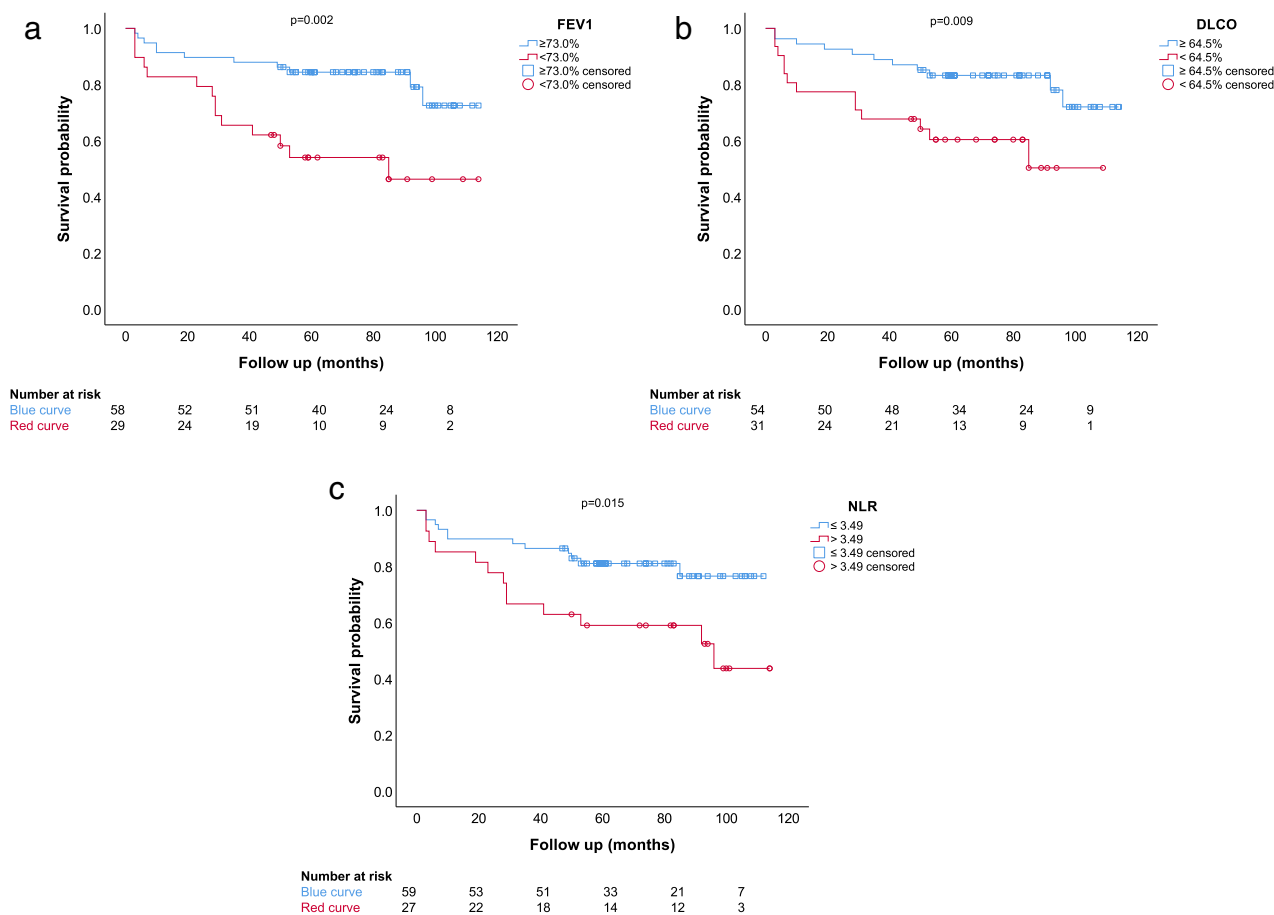 a
p=0.002
FEV1
≥73.0%
<73.0%
≥73.0% censored
<73.0% censored
Survival probability
1.0
0.8
0.6
0.4
0.2
0.0
0 20 40 60 80 100 120
Follow up (months)
Number at risk
Blue curve 58 52 51 40 24 8
Red curve 29 24 19 10 9 2
b
p=0.009
DLCO
≥ 64.5%
< 64.5%
≥ 64.5% censored
< 64.5% censored
Survival probability
1.0
0.8
0.6
0.4
0.2
0.0
0 20 40 60 80 100 120
Follow up (months)
Number at risk
Blue curve 54 50 48 34 24 9
Red curve 31 24 21 13 9 1
c
p=0.015
NLR
≤ 3.49
> 3.49
≤ 3.49 censored
> 3.49 censored
Survival probability
1.0
0.8
0.6
0.4
0.2
0.0
0 20 40 60 80 100 120
Follow up (months)
Number at risk
Blue curve 59 53 51 33 21 7
Red curve 27 22 18 14 12 3